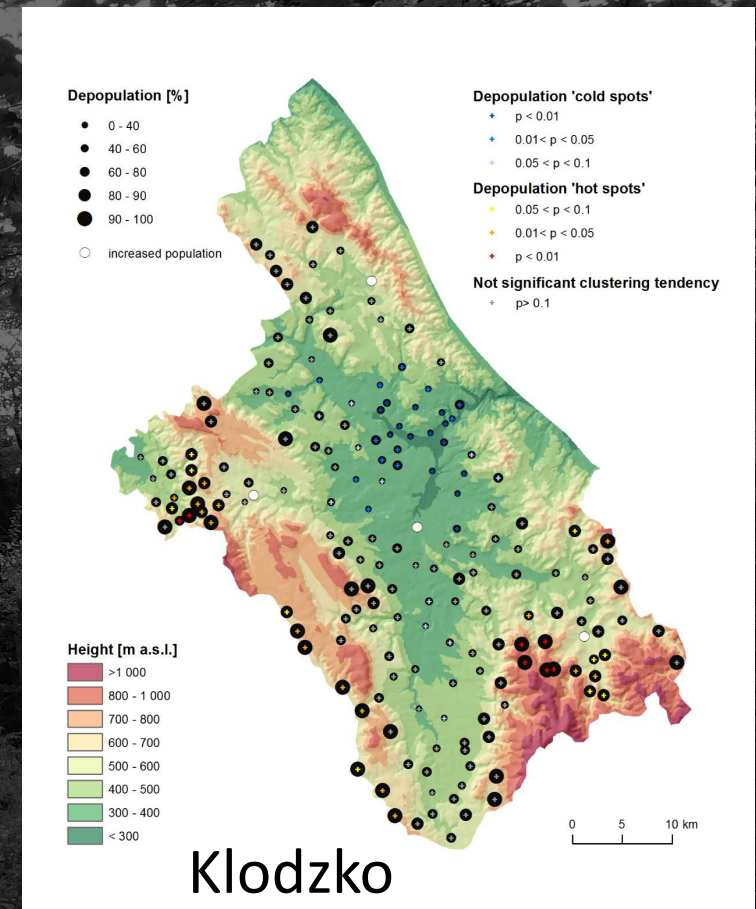 Depopulation [%]
0 - 40
40 - 60
60 - 80
80 - 90
90 - 100
increased population
Depopulation 'cold spots'
p < 0.01
0.01< p < 0.05
0.05 < p < 0.1
Depopulation 'hot spots'
0.05 < p < 0.1
0.01< p < 0.05
p < 0.01
Not significant clustering tendency
p> 0.1
Height [m a.s.l.]
>1 000
800 - 1 000
700 - 800
600 - 700
500 - 600
400 - 500
300 - 400
< 300
0 5 10 km
Klodzko